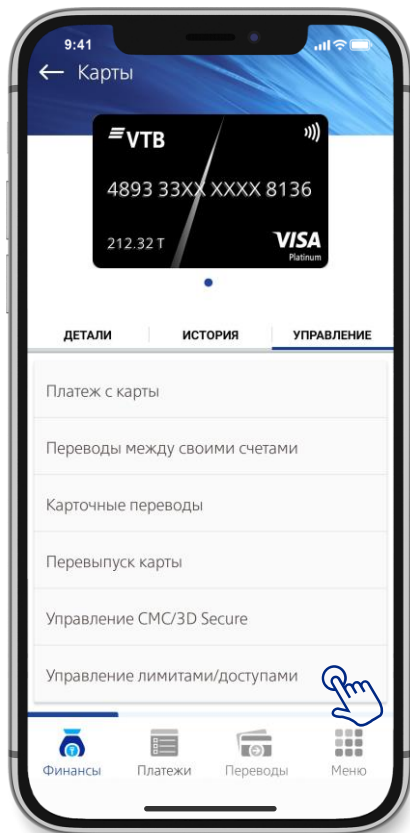 9:41
← Карты
VTB
4893 33XX XXXX 8136
212.32 T
VISA
Platinum
ДЕТАЛИ ИСТОРИЯ УПРАВЛЕНИЕ
Платеж с карты
Переводы между своими счетами
Карточные переводы
Перевыпуск карты
Управление СМС/3D Secure
Управление лимитами/доступами
Финансы Платежи Переводы Меню